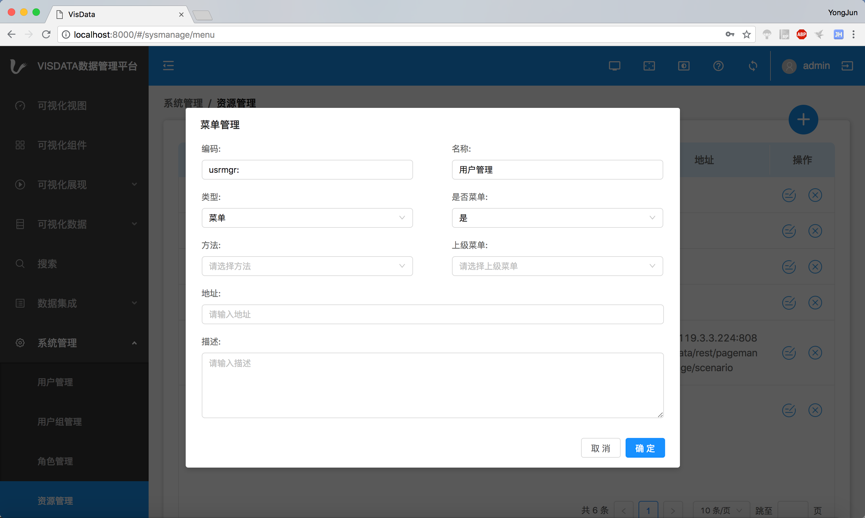 VisData
YongJun
localhost:8000/#/sysmanage/menu
ABP
JH
VISDATA数据管理平台
admin
可视化视图
可视化组件
可视化展现
可视化数据
搜索
数据集成
系统管理
用户管理
用户组管理
角色管理
资源管理
系统管理 / 资源管理
地址 操作
119.3.3.224:808
ata/rest/pageman
ge/scenario
共 6 条 < 1 > 10 条/页 跳至 页
菜单管理
编码: 名称:
usrmgr: 用户管理
类型: 是否菜单:
菜单 是
方法: 上级菜单:
请选择方法 请选择上级菜单
地址:
请输入地址
描述:
请输入描述
取 消 确 定